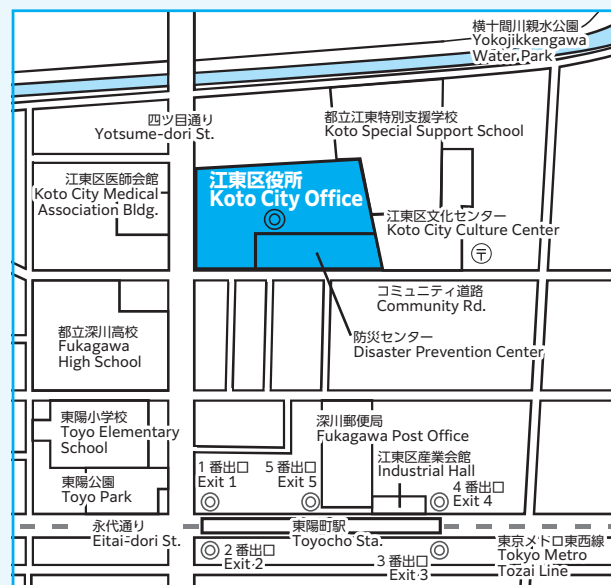 横十間川親水公園
Yokojikkengawa
Water Park
四ツ目通り
Yotsume-dori St.
都立江東特別支援学校
Koto Special Support School
江東区医師会館
Koto City Medical
Association Bldg.
江東区役所
Koto City Office
江東区文化センター
Koto City Culture Center
〒
コミュニティ道路
Community Rd.
都立深川高校
Fukagawa
High School
防災センター
Disaster Prevention Center
東陽小学校
Toyo Elementary
School
深川郵便局
Fukagawa Post Office
江東区産業会館
Industrial Hall
東陽公園
Toyo Park
1番出口
Exit 1
5番出口
Exit 5
4番出口
Exit 4
永代通り
Eitai-dori St.
東陽町駅
Toyocho Sta.
2番出口
Exit 2
3番出口
Exit 3
東京メトロ東西線
Tokyo Metro
Tozai Line